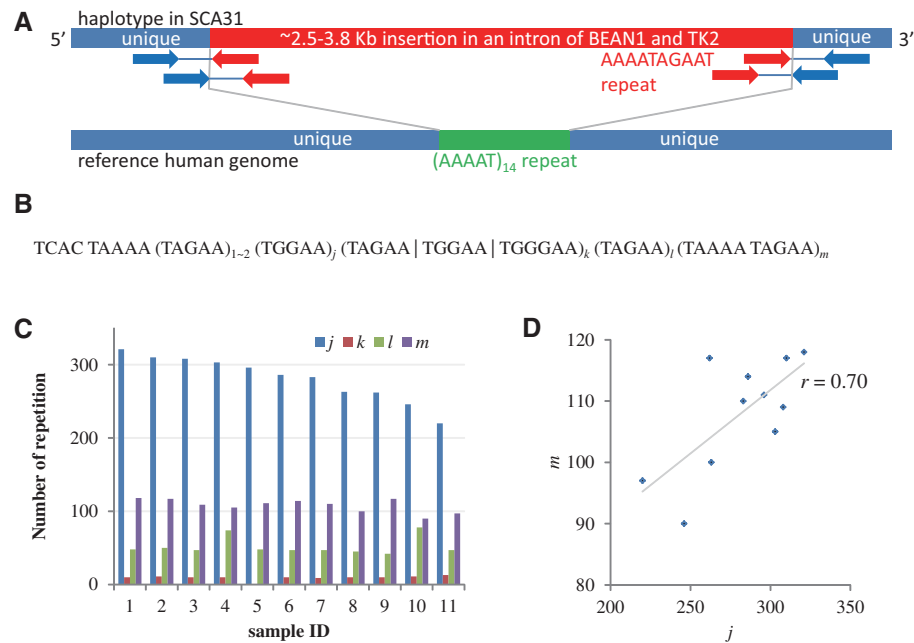 A
haplotype in SCA31
5’ unique ~2.5-3.8 Kb insertion in an intron of BEAN1 and TK2 unique 3’
AAAATAGAAT
repeat
unique unique
reference human genome (AAAAT)14 repeat
B
TCAC TAAAA (TAGAA)1~2 (TGGAA)j (TAGAA | TGGAA | TGGGAA)k (TAGAA)l (TAAAA TAGAA)m
C
j k l m
Number of repetition
300
200
100
0
1 2 3 4 5 6 7 8 9 10 11
sample ID
D
120
110
100
90
80
m
r = 0.70
200 250 300 350
j